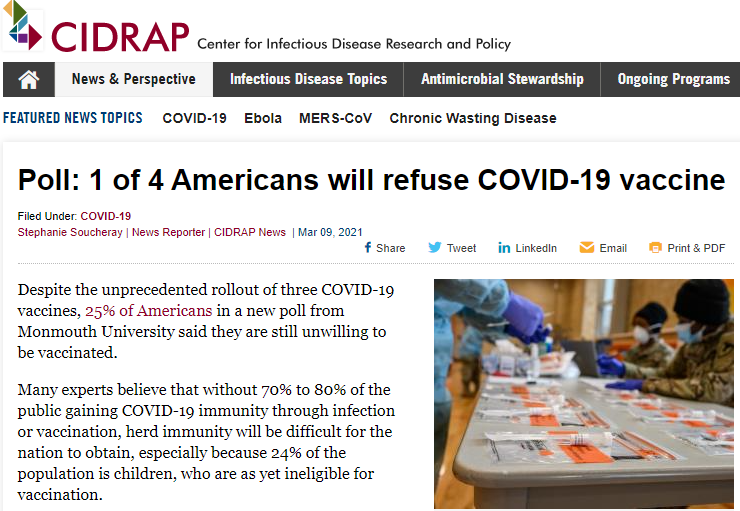 CIDRAP Center for Infectious Disease Research and Policy
News & Perspective Infectious Disease Topics Antimicrobial Stewardship Ongoing Programs
FEATURED NEWS TOPICS COVID-19 Ebola MERS-CoV Chronic Wasting Disease
Poll: 1 of 4 Americans will refuse COVID-19 vaccine
Filed Under: COVID-19
Stephanie Soucheray | News Reporter | CIDRAP News | Mar 09, 2021
Share Tweet LinkedIn Email Print & PDF
Despite the unprecedented rollout of three COVID-19
vaccines, 25% of Americans in a new poll from
Monmouth University said they are still unwilling to
be vaccinated.
Many experts believe that without 70% to 80% of the
public gaining COVID-19 immunity through infection
or vaccination, herd immunity will be difficult for the
nation to obtain, especially because 24% of the
population is children, who are as yet ineligible for
vaccination.